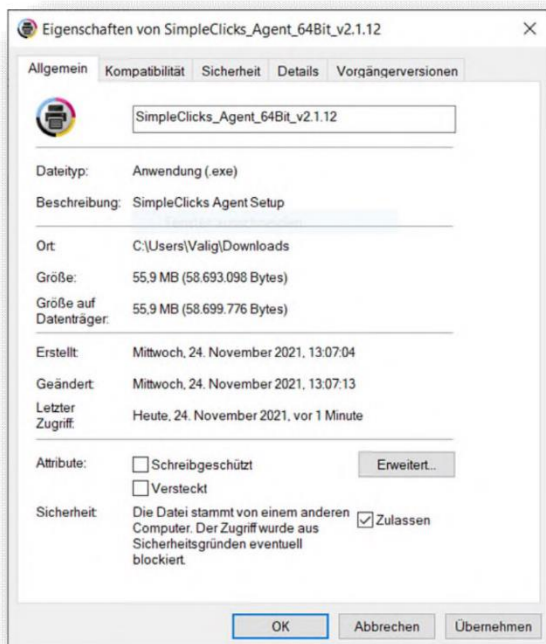 Eigenschaften von SimpleClicks_Agent_64Bit_v2.1.12
Allgemein Kompatibilität Sicherheit Details Vorgängerversionen
SimpleClicks_Agent_64Bit_v2.1.12
Dateityp: Anwendung (.exe)
Beschreibung: SimpleClicks Agent Setup
Ort: C:\Users\Valig\Downloads
Größe: 55,9 MB (58.693.098 Bytes)
Größe auf Datenträger: 55,9 MB (58.699.776 Bytes)
Erstellt: Mittwoch, 24. November 2021, 13:07:04
Geändert: Mittwoch, 24. November 2021, 13:07:13
Letzter Zugriff: Heute, 24. November 2021, vor 1 Minute
Attribute: Schreibgeschützt Erweitert...
Versteckt
Sicherheit: Die Datei stammt von einem anderen
Computer. Der Zugriff wurde aus Zulassen
Sicherheitsgründen eventuell
blockiert.
OK Abbrechen Übernehmen